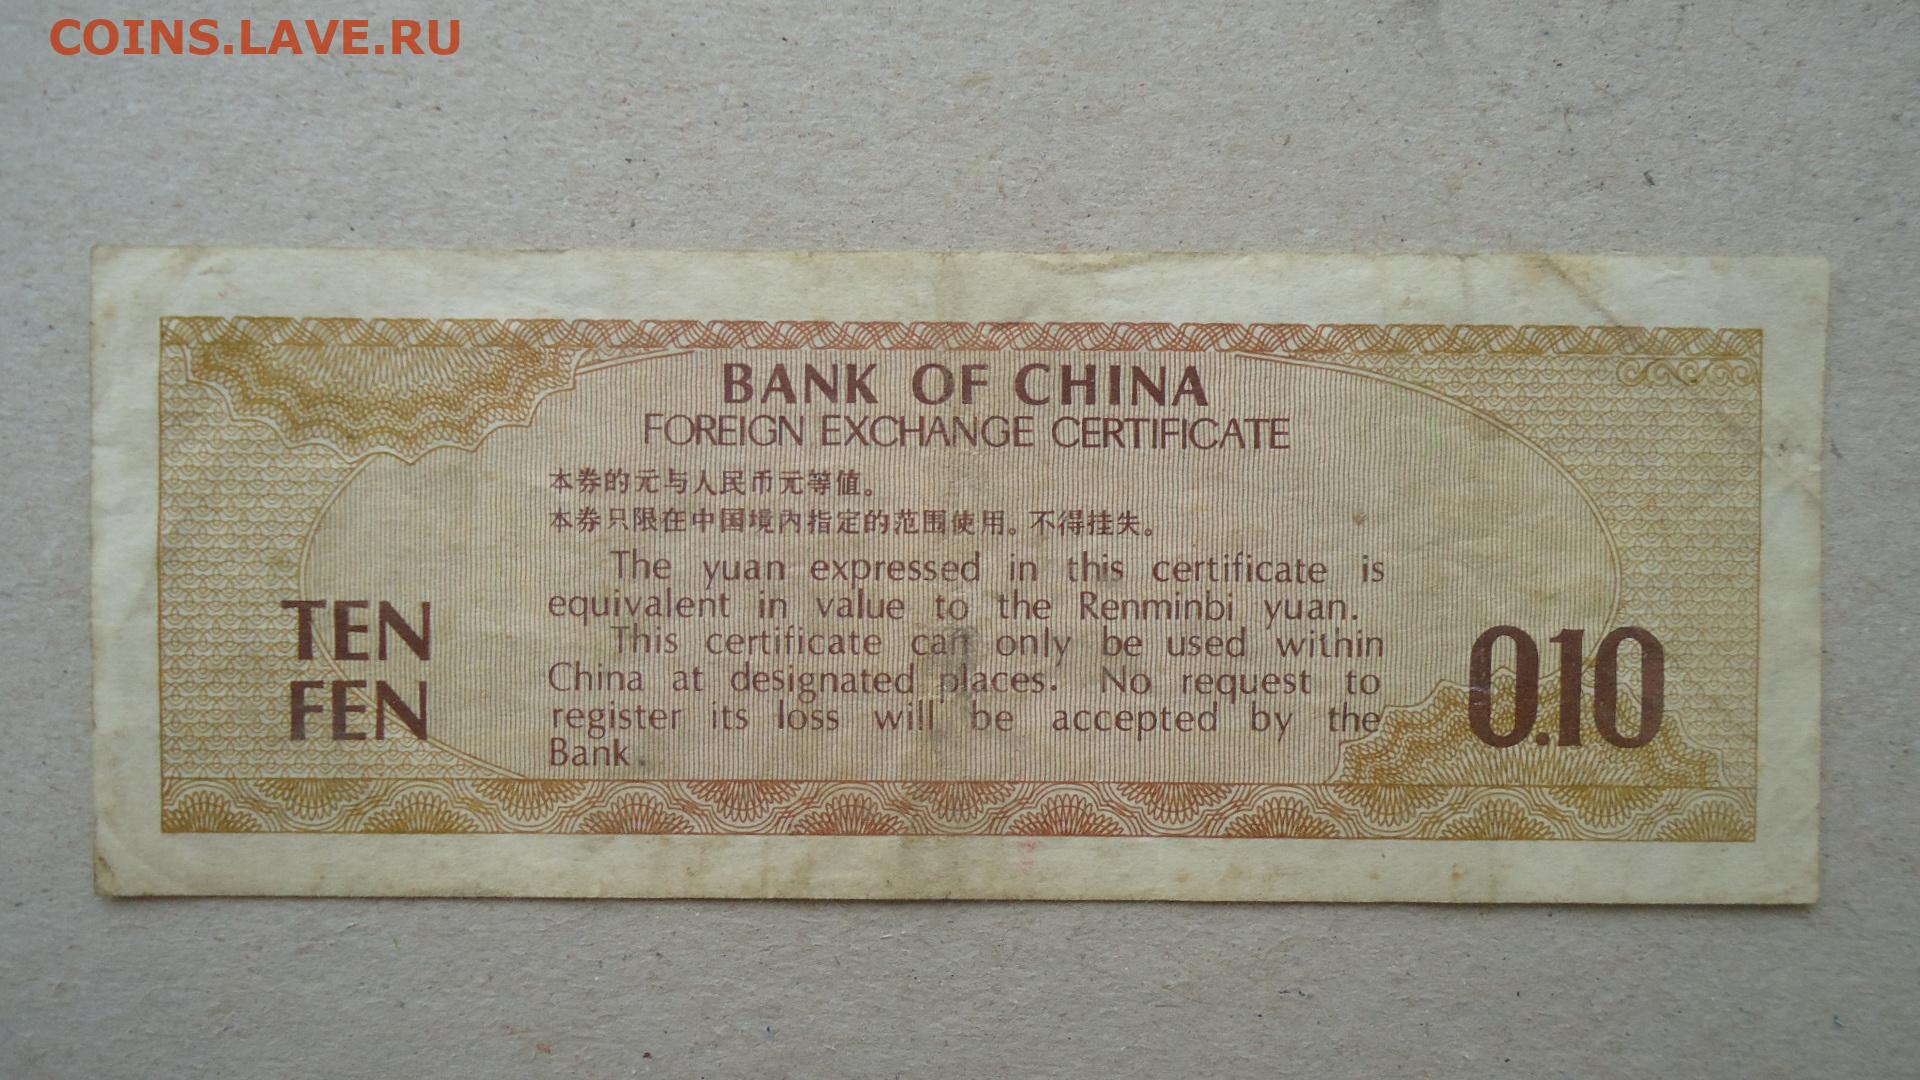 COINS.LAVE.RU
BANK OF CHINA
FOREIGN EXCHANGE CERTIFICATE
本券的元与人民币元等值。
本券只限在中国境内指定的范围使用。不得挂失。
The yuan expressed in this certificate is
equivalent in value to the Renminbi yuan.
This certificate can only be used within
China at designated places. No request to
register its loss will be accepted by the
Bank.
TEN
FEN
0.10